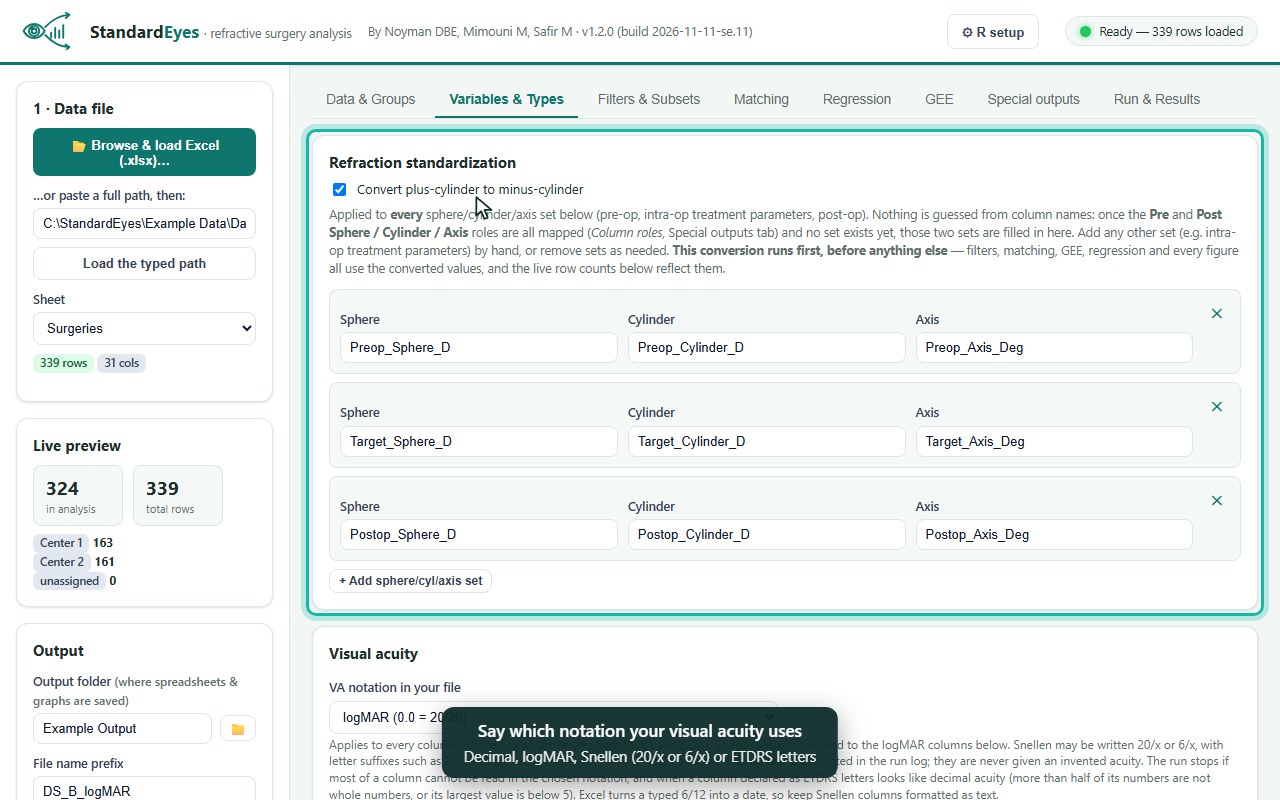 StandardEyes · refractive surgery analysis
By Noyman DBE, Mimouni M, Safir M · v1.2.0 (build 2026-11-11-se.11)
⚙ R setup
Ready — 339 rows loaded
1 · Data file
Browse & load Excel
(.xlsx)...
...or paste a full path, then:
C:\StandardEyes\Example Data\Da
Load the typed path
Sheet
Surgeries
339 rows 31 cols
Live preview
324
in analysis
339
total rows
Center 1 163
Center 2 161
unassigned 0
Output
Output folder (where spreadsheets &
graphs are saved)
Example Output
File name prefix
DS_B_logMAR
Data & Groups
Variables & Types
Filters & Subsets
Matching
Regression
GEE
Special outputs
Run & Results
Refraction standardization
Convert plus-cylinder to minus-cylinder
Applied to every sphere/cylinder/axis set below (pre-op, intra-op treatment parameters, post-op). Nothing is guessed from column names: once the Pre and Post
Sphere / Cylinder / Axis roles are all mapped (Column roles, Special outputs tab) and no set exists yet, those two sets are filled in here. Add any other set (e.g. intra-
op treatment parameters) by hand, or remove sets as needed. This conversion runs first, before anything else — filters, matching, GEE, regression and every figure
all use the converted values, and the live row counts below reflect them.
Sphere Cylinder Axis
Preop_Sphere_D Preop_Cylinder_D Preop_Axis_Deg
Sphere Cylinder Axis
Target_Sphere_D Target_Cylinder_D Target_Axis_Deg
Sphere Cylinder Axis
Postop_Sphere_D Postop_Cylinder_D Postop_Axis_Deg
+ Add sphere/cyl/axis set
Visual acuity
VA notation in your file
logMAR (0.0 = 20/20)
Say which notation your visual acuity uses
Decimal, logMAR, Snellen (20/x or 6/x) or ETDRS letters
Applies to every column and to the logMAR columns below. Snellen may be written 20/x or 6/x, with
letter suffixes such as in the run log; they are never given an invented acuity. The run stops if
most of a column cannot be read in the chosen notation, and when a column declared as ETDRS letters looks like decimal acuity (more than half of its numbers are not
whole numbers, or its largest value is below 5). Excel turns a typed 6/12 into a date, so keep Snellen columns formatted as text.